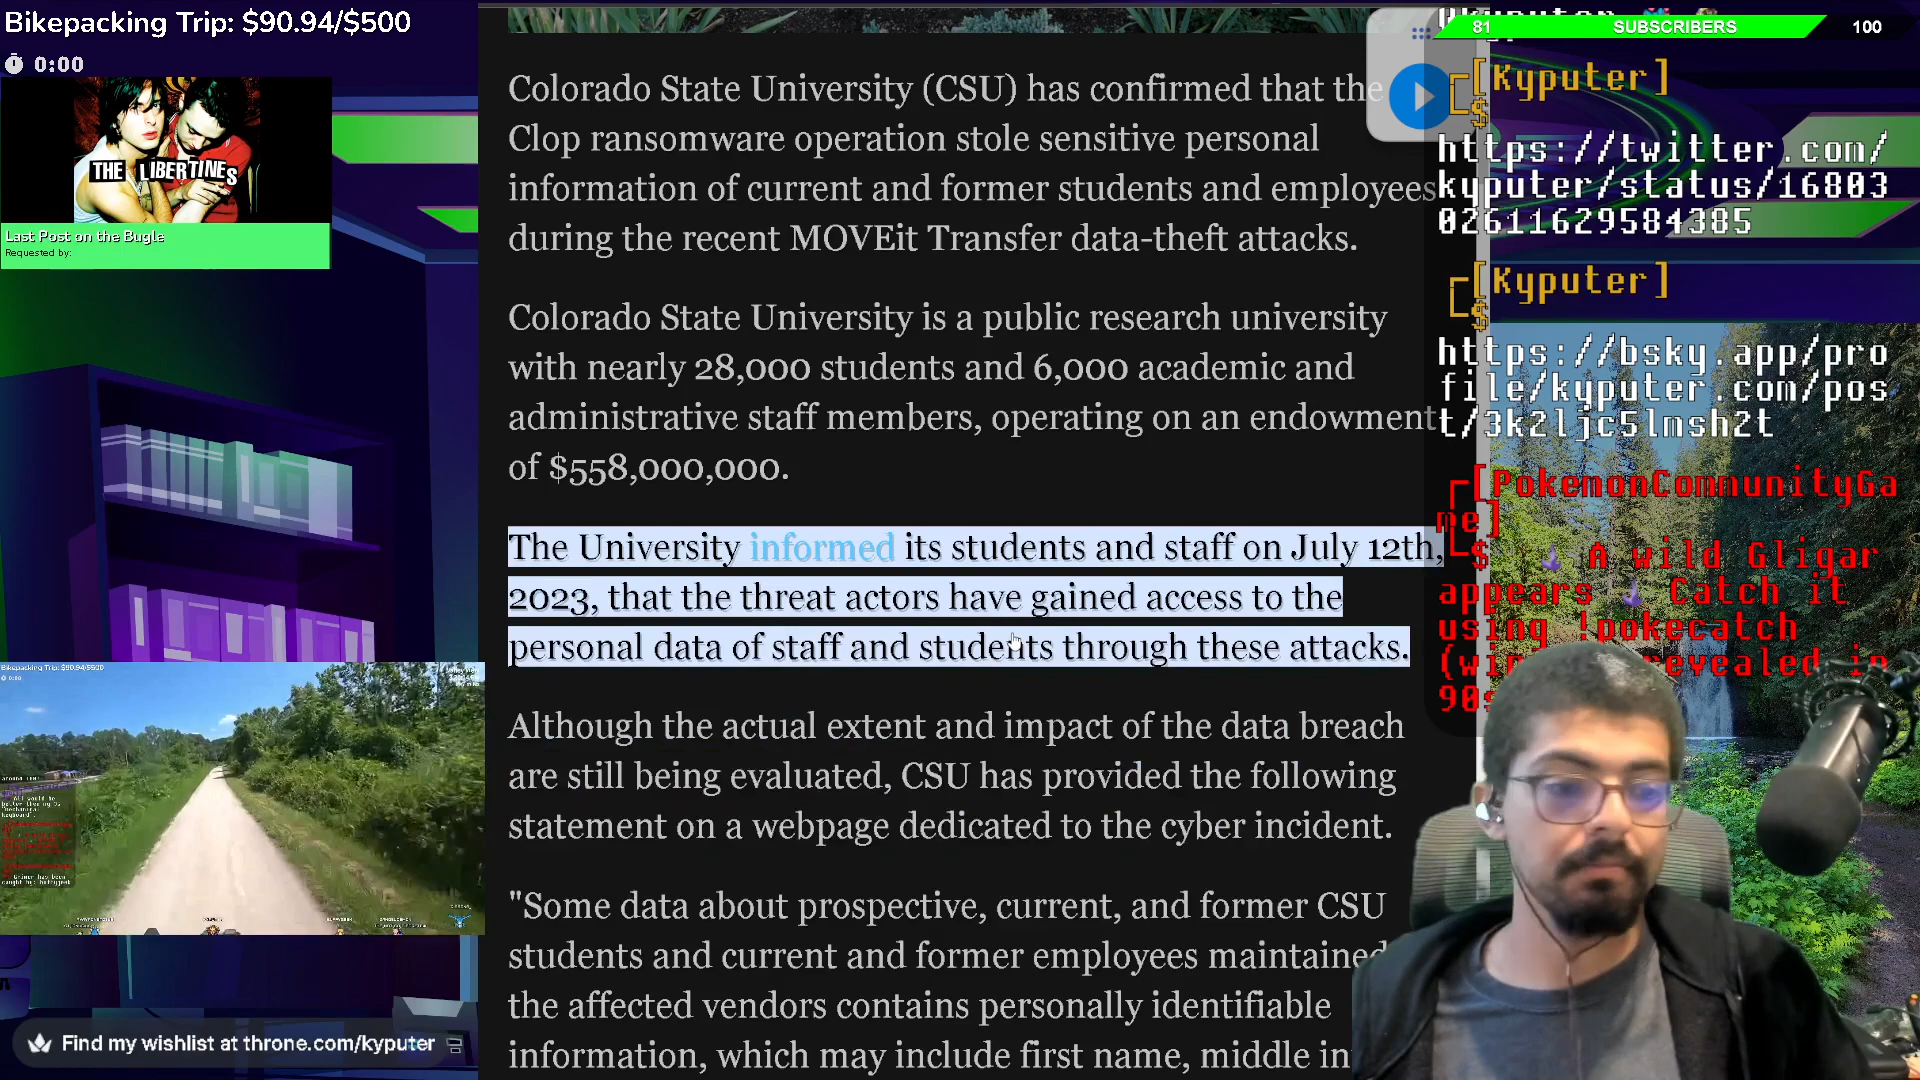 Bikepacking Trip: $90.94/$500
0:00
THE LIBERTINES
Last Post on the Bugle
Requested by:
Bikepacking Trip: $90.94/$500
0:00
Find my wishlist at throne.com/kyputer
Colorado State University (CSU) has confirmed that the
Clop ransomware operation stole sensitive personal
information of current and former students and employees
during the recent MOVEit Transfer data-theft attacks.
Colorado State University is a public research university
with nearly 28,000 students and 6,000 academic and
administrative staff members, operating on an endowment
of $558,000,000.
The University informed its students and staff on July 12th,
2023, that the threat actors have gained access to the
personal data of staff and students through these attacks.
Although the actual extent and impact of the data breach
are still being evaluated, CSU has provided the following
statement on a webpage dedicated to the cyber incident.
"Some data about prospective, current, and former CSU
students and current and former employees maintained
the affected vendors contains personally identifiable
information, which may include first name, middle in
81 SUBSCRIBERS 100
[Kyputer]
$
https://twitter.com/
kyputer/status/16803
02611629584385
[Kyputer]
$
https://bsky.app/pro
file/kyputer.com/pos
t/3k2ljc5lmsh2t
[PokemonCommunityGa
me]
$ A wild Gligar
appears Catch it
using !pokecatch
revealed in